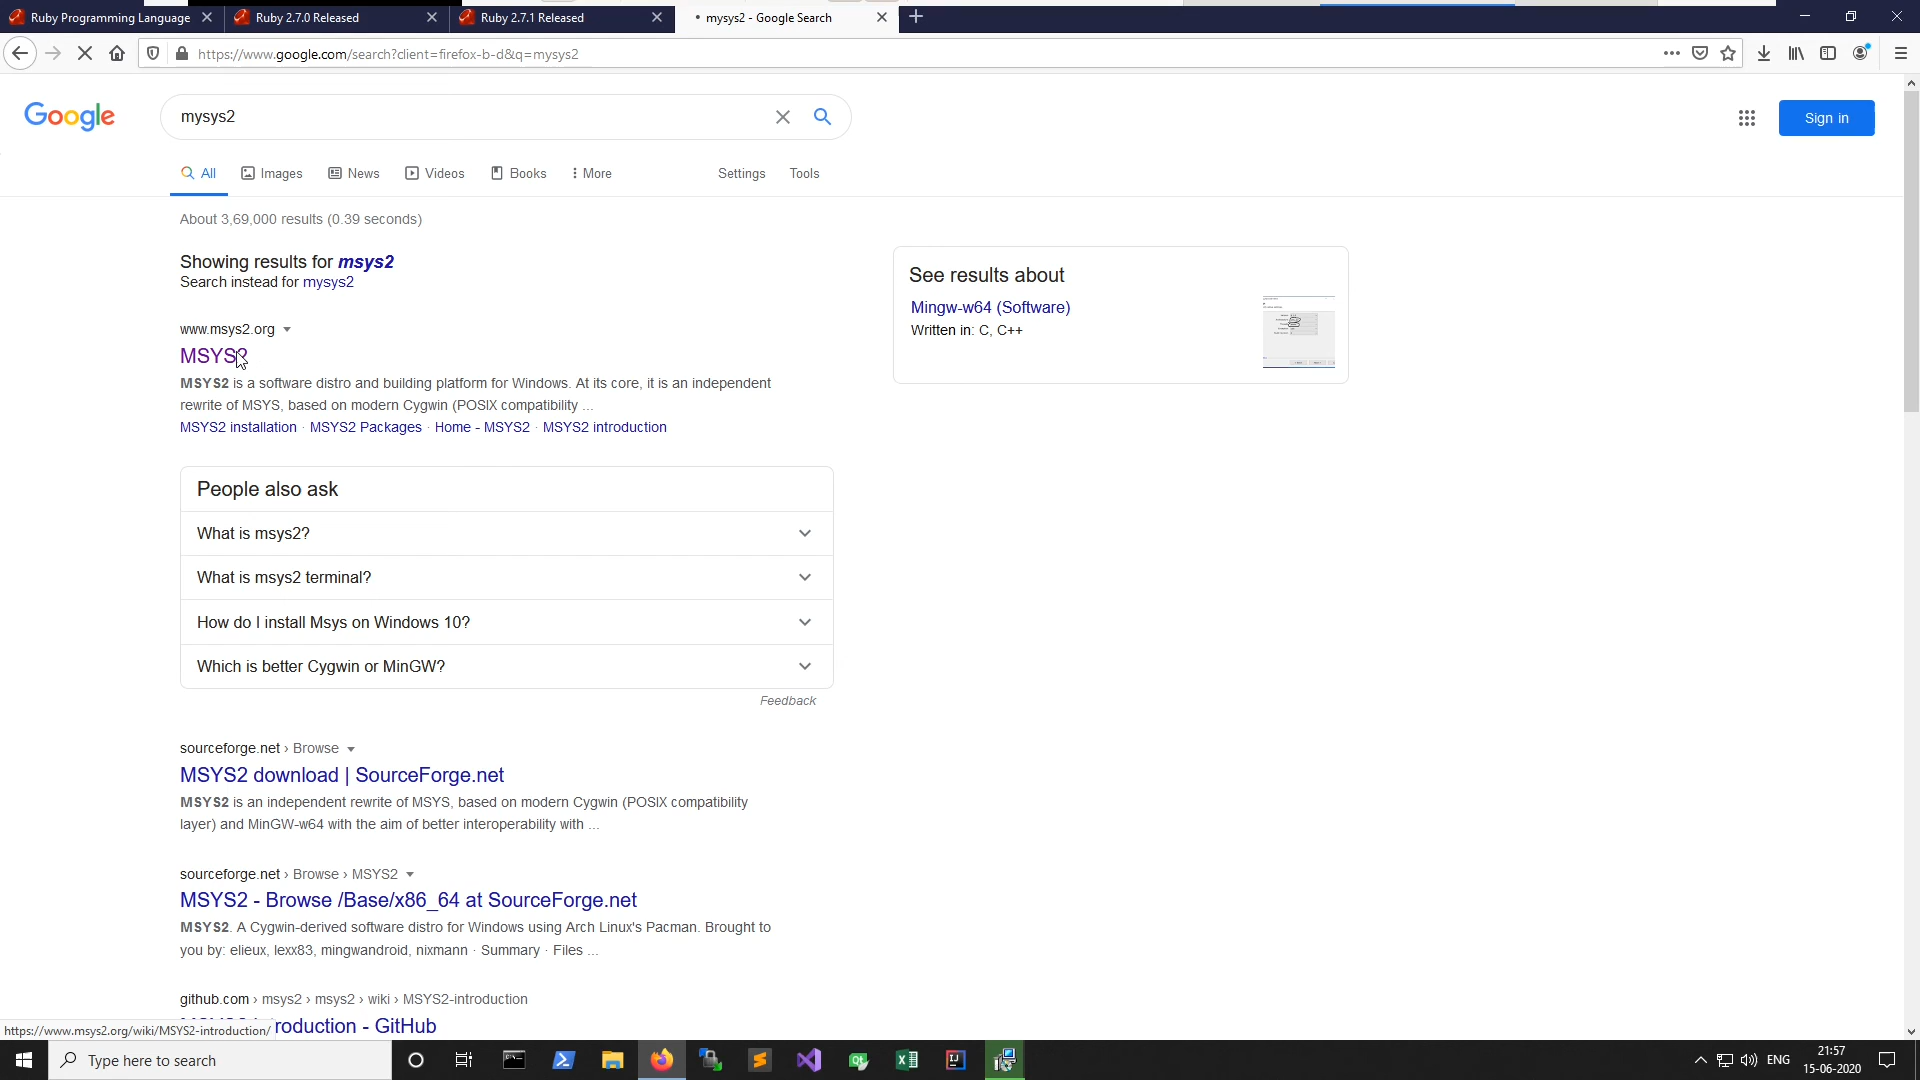 Ruby Programming Language
Ruby 2.7.0 Released
Ruby 2.7.1 Released
mysys2 - Google Search
https://www.google.com/search?client=firefox-b-d&q=mysys2
Google
mysys2
Sign in
All
Images
News
Videos
Books
More
Settings
Tools
About 3,69,000 results (0.39 seconds)
Showing results for msys2
Search instead for mysys2
www.msys2.org
MSYS2
MSYS2 is a software distro and building platform for Windows. At its core, it is an independent
rewrite of MSYS, based on modern Cygwin (POSIX compatibility ...
MSYS2 installation · MSYS2 Packages · Home - MSYS2 · MSYS2 introduction
See results about
Mingw-w64 (Software)
Written in: C, C++
People also ask
What is msys2?
What is msys2 terminal?
How do I install Msys on Windows 10?
Which is better Cygwin or MinGW?
Feedback
sourceforge.net › Browse
MSYS2 download | SourceForge.net
MSYS2 is an independent rewrite of MSYS, based on modern Cygwin (POSIX compatibility
layer) and MinGW-w64 with the aim of better interoperability with ...
sourceforge.net › Browse › MSYS2
MSYS2 - Browse /Base/x86_64 at SourceForge.net
MSYS2. A Cygwin-derived software distro for Windows using Arch Linux's Pacman. Brought to
you by: elieux, lexx83, mingwandroid, nixmann · Summary · Files ...
github.com › msys2 › msys2 › wiki › MSYS2-introduction
roduction - GitHub
https://www.msys2.org/wiki/MSYS2-introduction/
Type here to search
ENG
21:57
15-06-2020